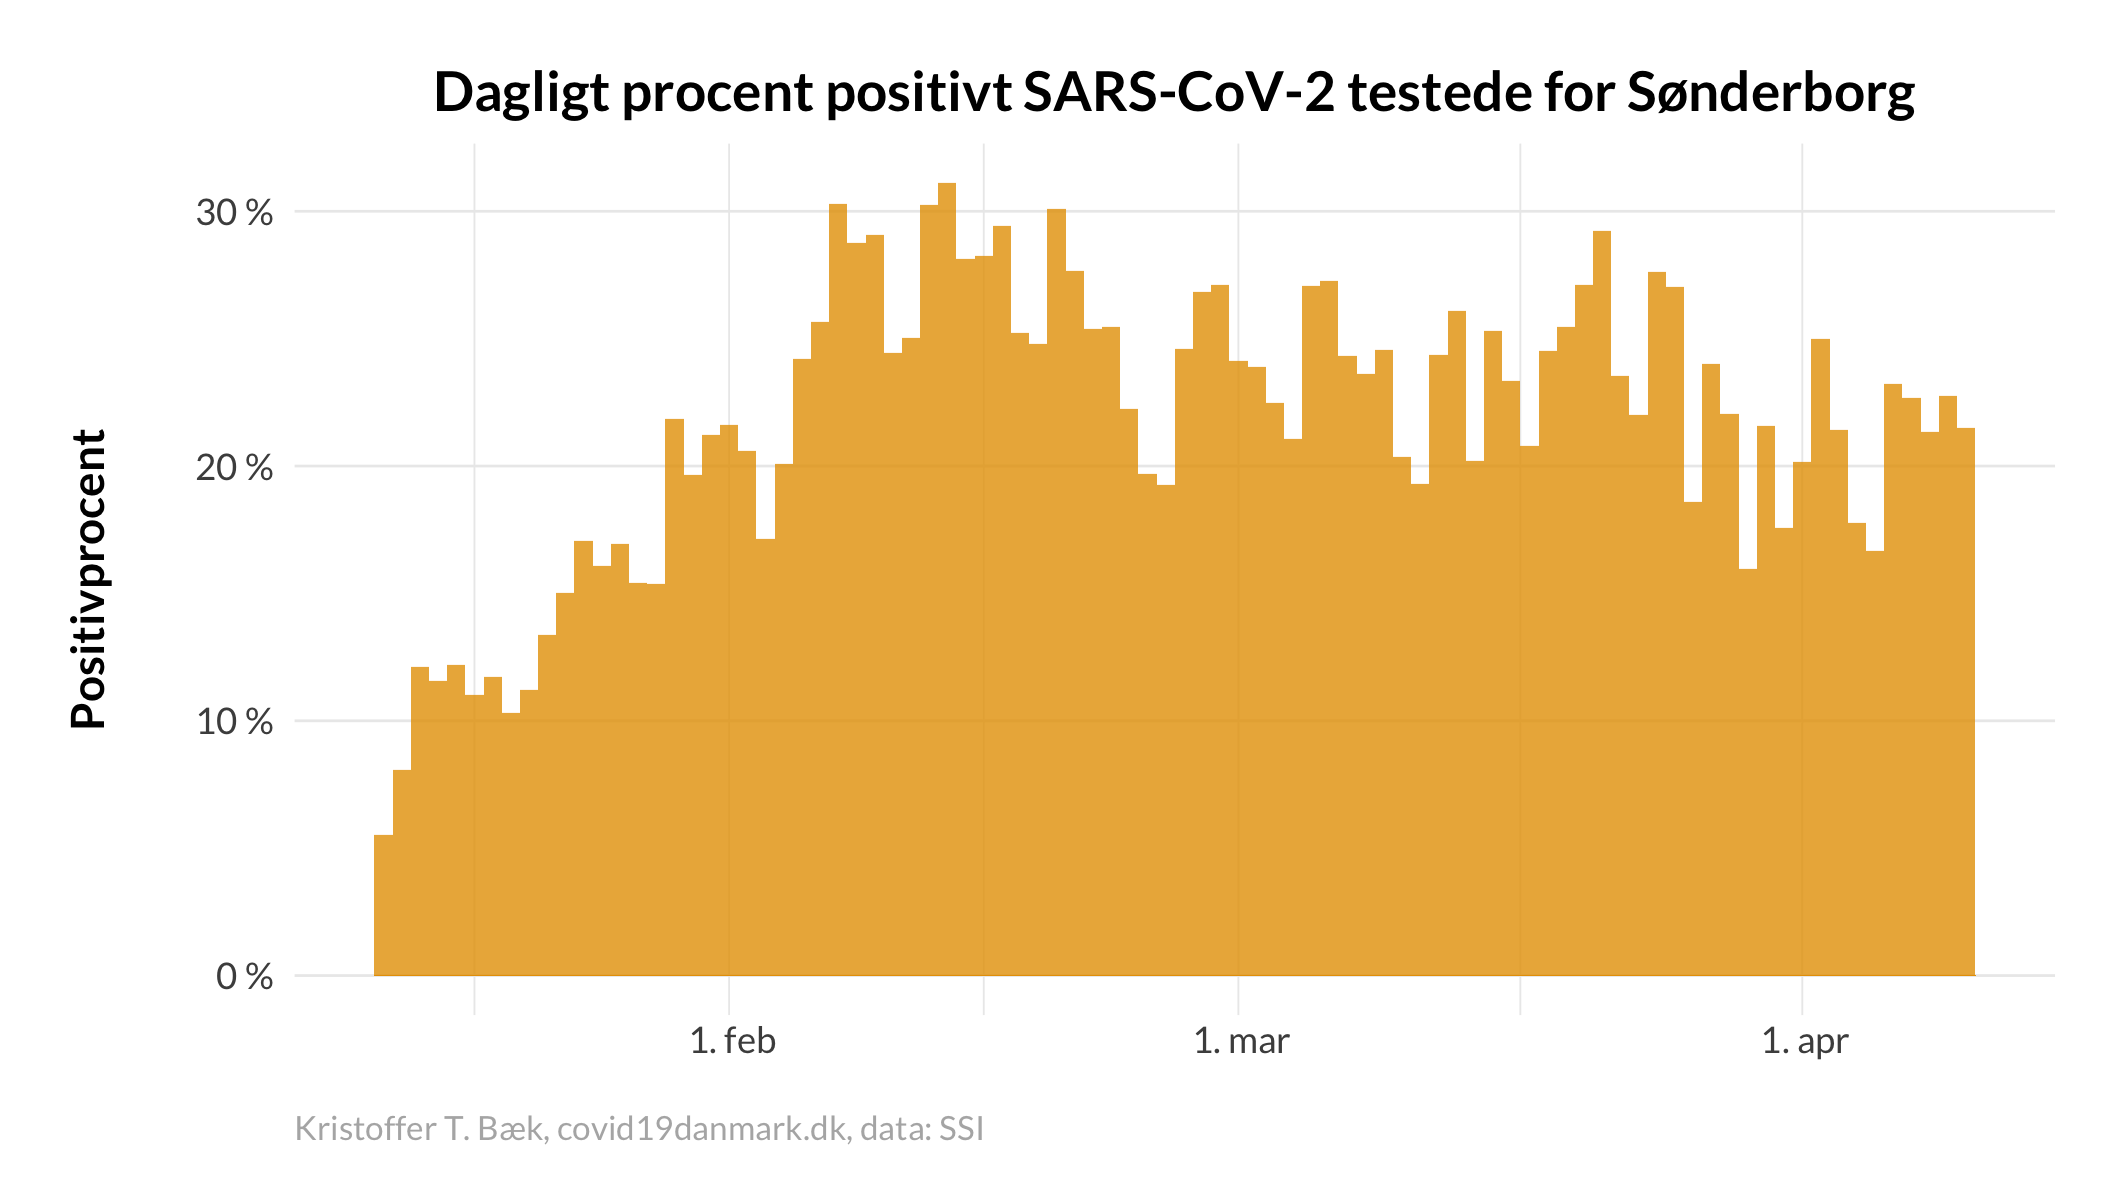 Dagligt procent positivt SARS-CoV-2 testede for Sønderborg
Positivprocent
30 %
20 %
10 %
0 %
1. feb
1. mar
1. apr
Kristoffer T. Bæk, covid19danmark.dk, data: SSI